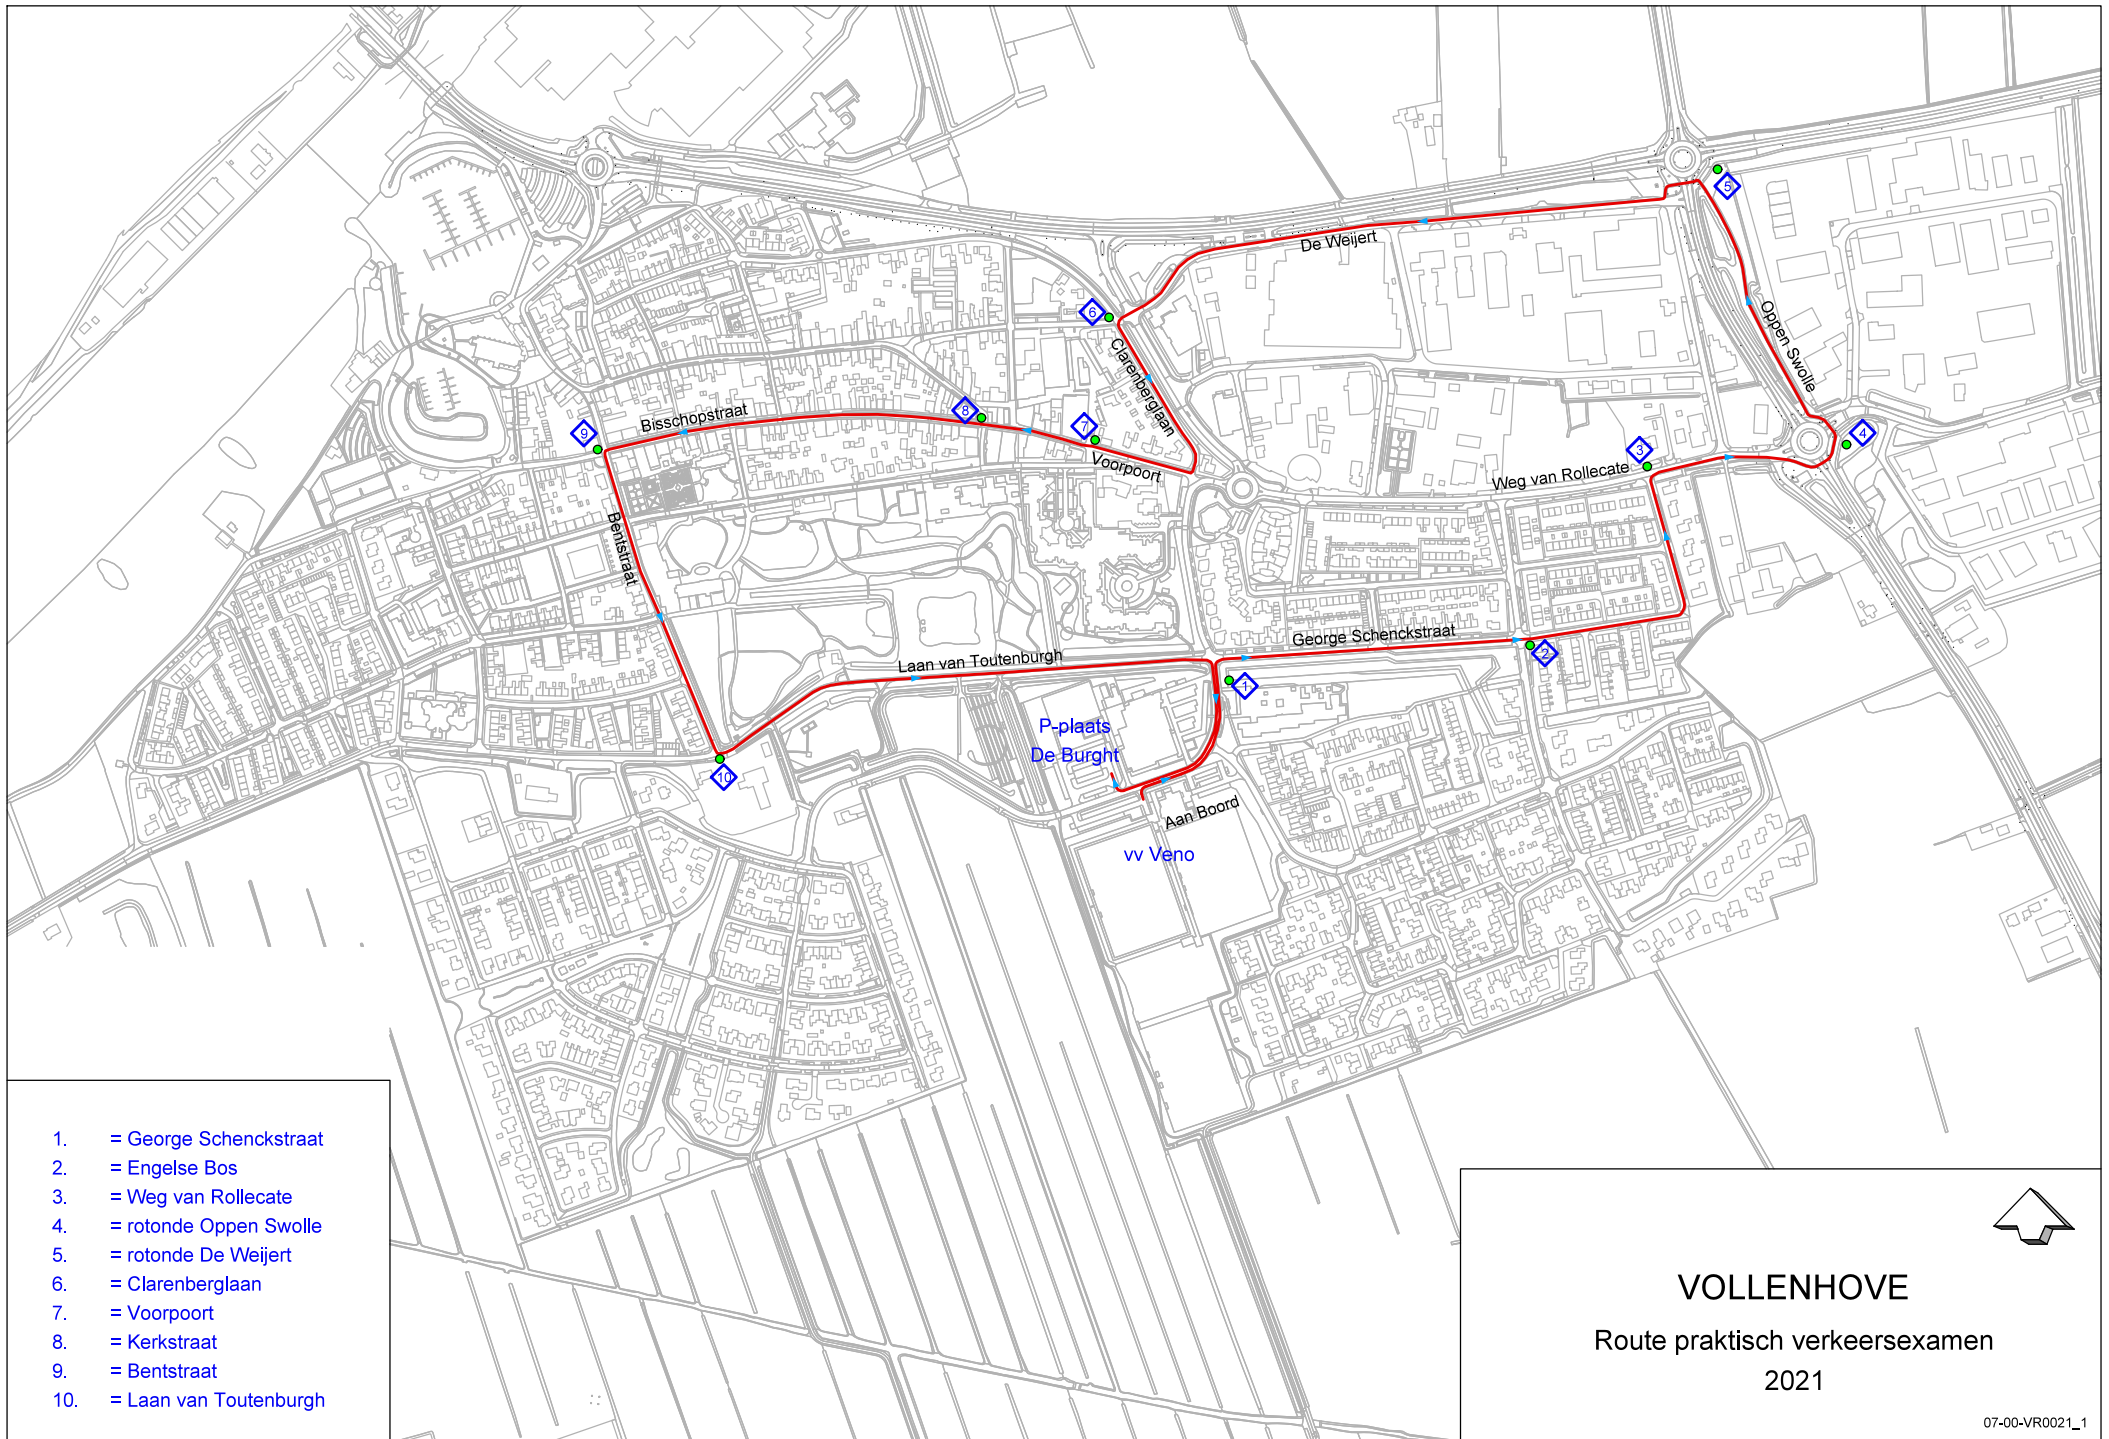 De Weijert
5
6
Clarenberglaan
Oppen Swolle
8
7
Bisschopstraat
9
4
3
Voorpoort
Weg van Rollecate
Bentstraat
George Schenckstraat
2
Laan van Toutenburgh
1
P-plaats
De Burght
10
Aan Boord
vv Veno
1. = George Schenckstraat
2. = Engelse Bos
3. = Weg van Rollecate
4. = rotonde Oppen Swolle
5. = rotonde De Weijert
6. = Clarenberglaan
7. = Voorpoort
8. = Kerkstraat
9. = Bentstraat
10. = Laan van Toutenburgh
VOLLENHOVE
Route praktisch verkeersexamen
2021
07-00-VR0021_1